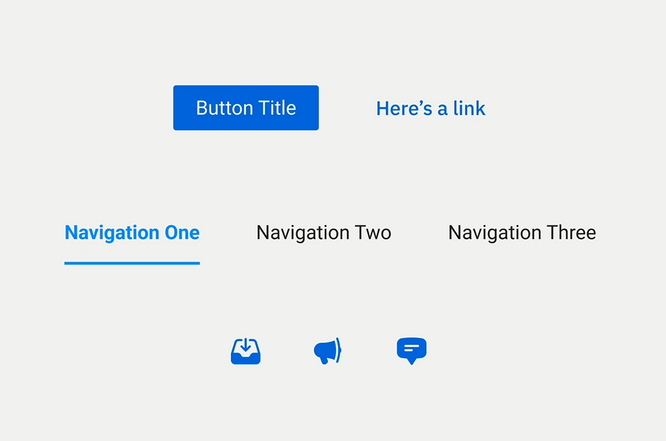 Button Title
Here’s a link
Navigation One
Navigation Two
Navigation Three